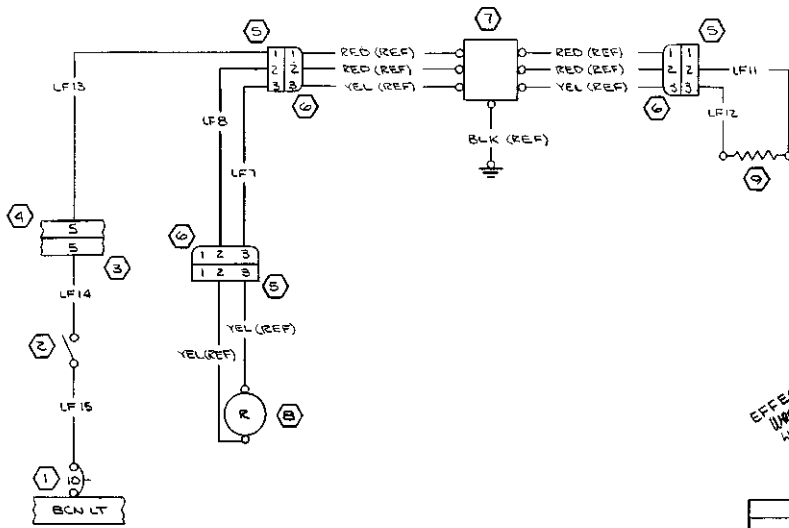 5
7
5
1 1 RED (REF) RED (REF) 1
2 2 RED (REF) RED (REF) 2 2 LF11
3 3 YEL (REF) YEL (REF) 3 3
LF13
6
6
LF12
LF8
BLK (REF)
9
LF7
4
5
6
5
1 2 3
3
1 2 3
5
LF14
YEL (REF)
2
YEL(REF)
LF15
R
8
1
10
BCN LT